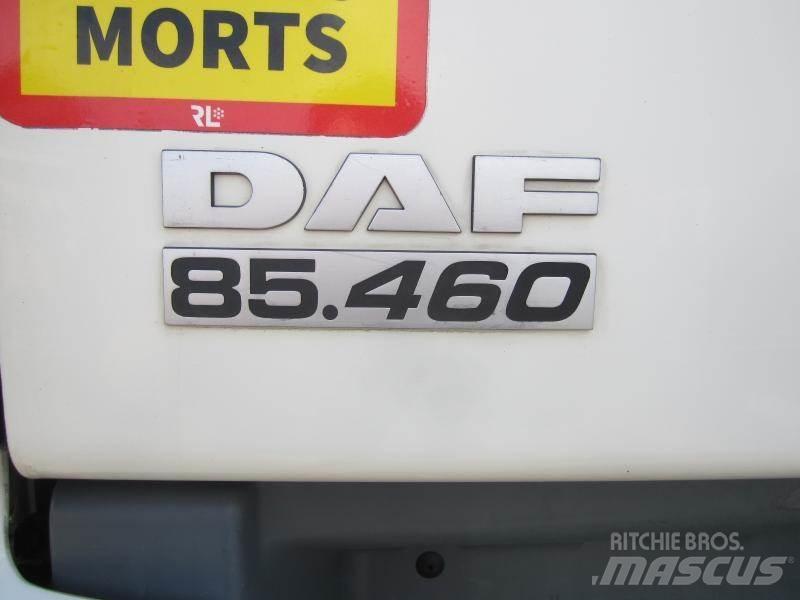 MORTS
RL
DAF
85.460
RITCHIE BROS.
MASCUS